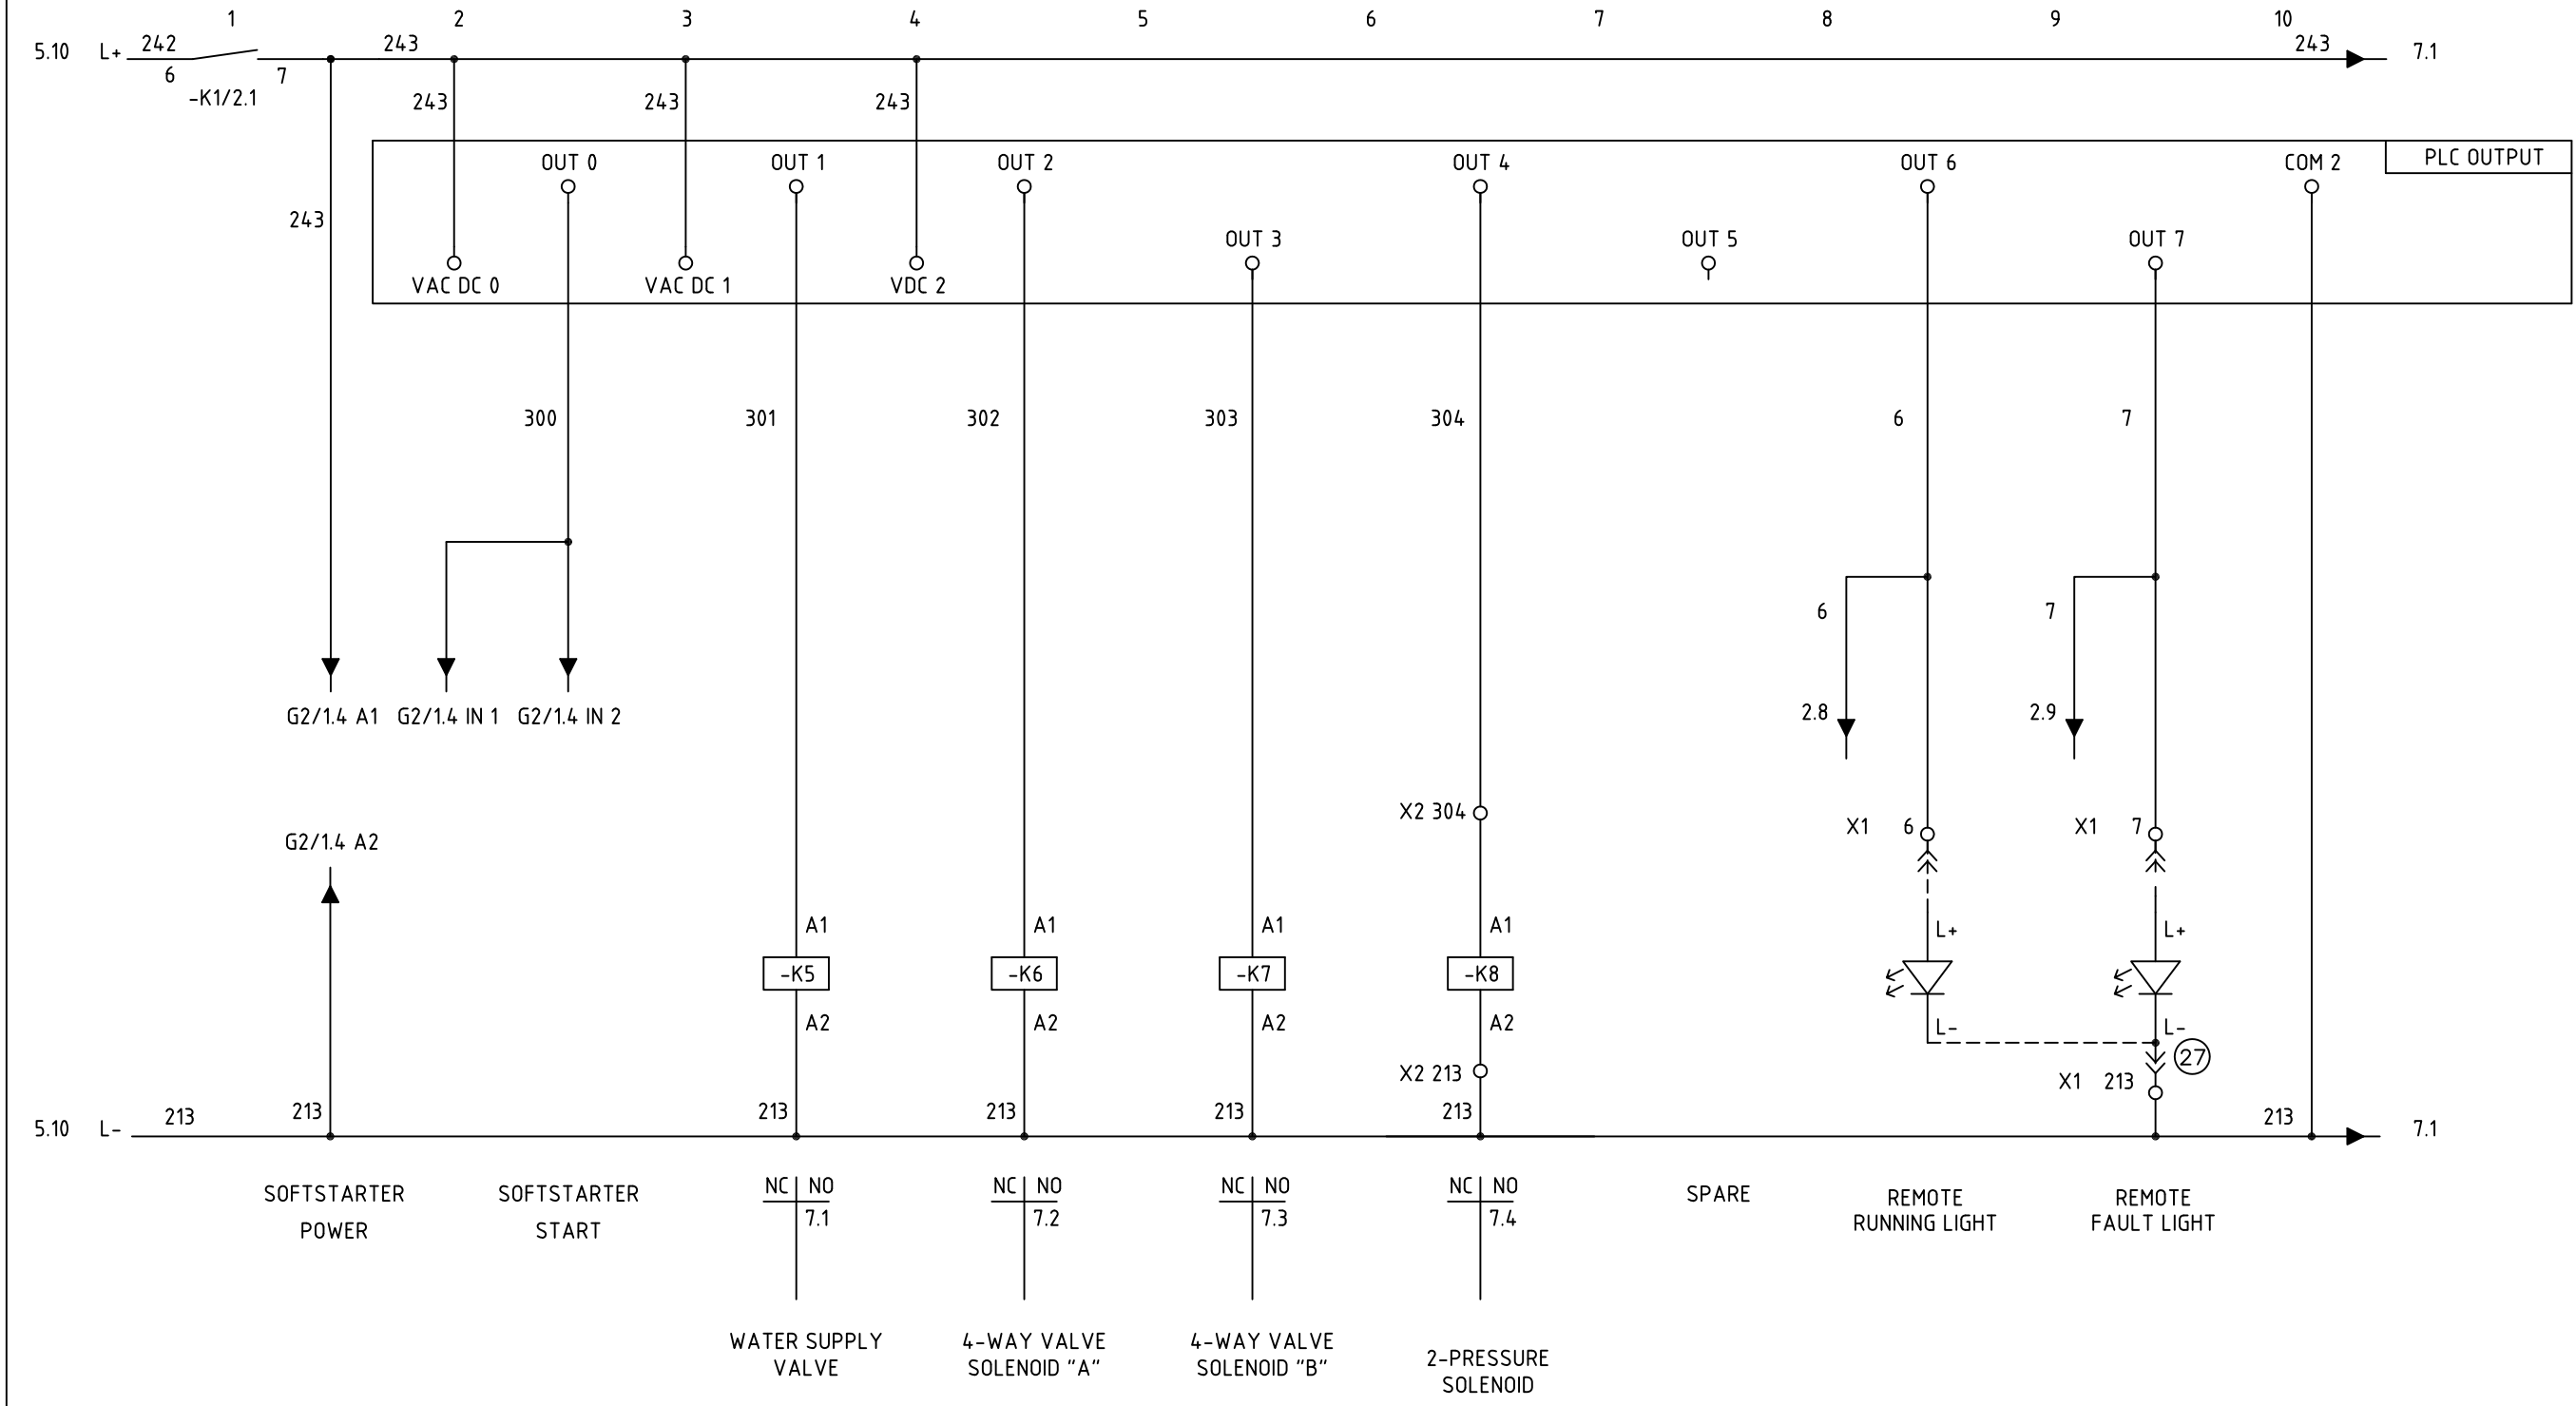 1 2 3 4 5 6 7 8 9 10
5.10 L+ 242 243 243 7.1
6 7
-K1/2.1
243 243 243
OUT 0 OUT 1 OUT 2 OUT 4 OUT 6 COM 2 PLC OUTPUT
243
OUT 3 OUT 5 OUT 7
VAC DC 0 VAC DC 1 VDC 2
300 301 302 303 304 6 7
6 7
G2/1.4 A1 G2/1.4 IN 1 G2/1.4 IN 2 2.8 2.9
X2 304
X1 6 X1 7
G2/1.4 A2
A1 A1 A1 A1 L+ L+
-K5 -K6 -K7 -K8
A2 A2 A2 A2 L- L-
27
X2 213 X1 213
5.10 L- 213 213 213 213 213 213 213 7.1
NC NO NC NO NC NO NC NO
SOFTSTARTER SOFTSTARTER SPARE REMOTE REMOTE
7.1 7.2 7.3 7.4 RUNNING LIGHT FAULT LIGHT
POWER START
WATER SUPPLY 4-WAY VALVE 4-WAY VALVE
VALVE SOLENOID "A" SOLENOID "B"
2-PRESSURE
SOLENOID